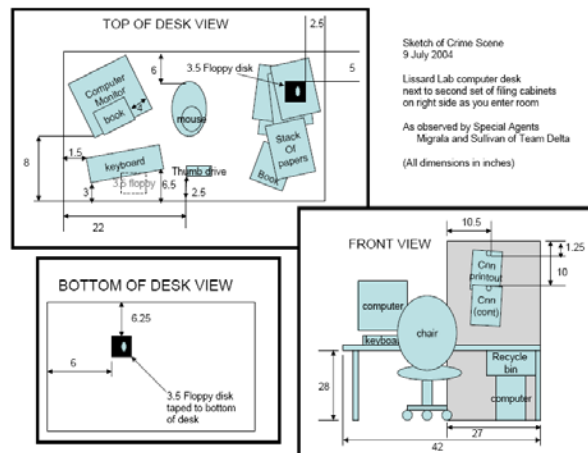 TOP OF DESK VIEW
2.5
Sketch of Crime Scene
9 July 2004
Lissard Lab computer desk
next to second set of filing cabinets
on right side as you enter room
As observed by Special Agents
Migrala and Sullivan of Team Delta
(All dimensions in inches)
6
3.5 Floppy disk
5
Computer
Monitor
book
mouse
Stack
Of
papers
Book
8
1.5
keyboard
3.5 floppy
3
6.5
Thumb drive
2.5
22
BOTTOM OF DESK VIEW
6.25
6
3.5 Floppy disk
taped to bottom
of desk
FRONT VIEW
10.5
1.25
10
Cnn
printout
Cnn
(cont)
computer
keyboard
chair
Recycle
bin
computer
28
27
42